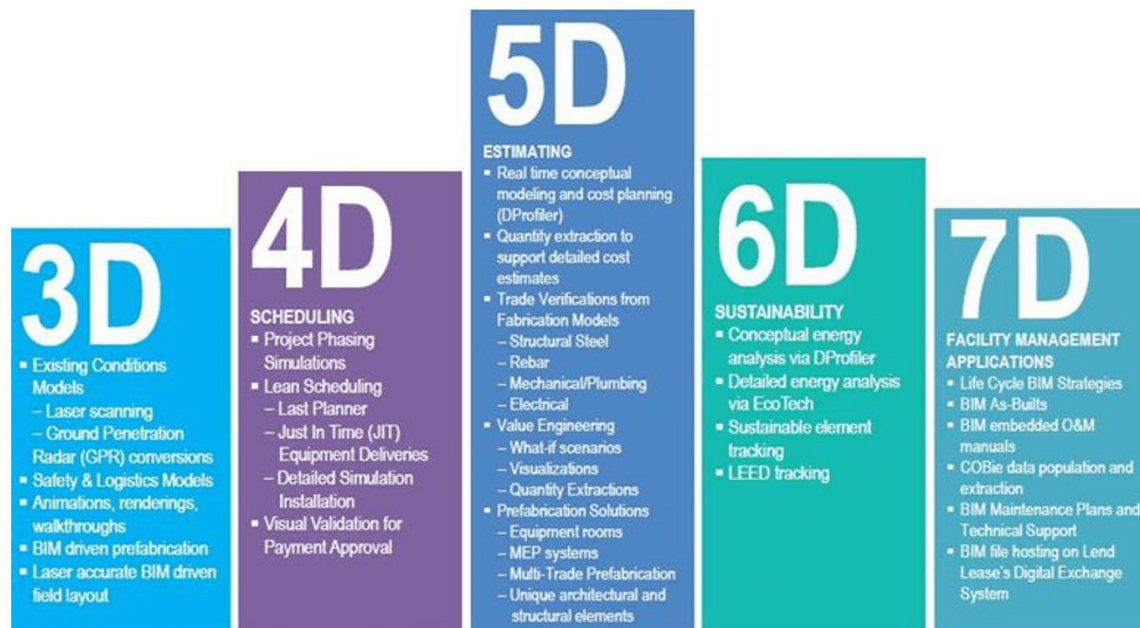 3D
▪ Existing Conditions
Models
– Laser scanning
– Ground Penetration
Radar (GPR) conversions
▪ Safety & Logistics Models
▪ Animations, renderings,
walkthroughs
▪ BIM driven prefabrication
▪ Laser accurate BIM driven
field layout
4D
SCHEDULING
▪ Project Phasing
Simulations
▪ Lean Scheduling
– Last Planner
– Just In Time (JIT)
Equipment Deliveries
– Detailed Simulation
Installation
▪ Visual Validation for
Payment Approval
5D
ESTIMATING
▪ Real time conceptual
modeling and cost planning
(DProfiler)
▪ Quantity extraction to
support detailed cost
estimates
▪ Trade Verifications from
Fabrication Models
– Structural Steel
– Rebar
– Mechanical/Plumbing
– Electrical
▪ Value Engineering
– What-if scenarios
– Visualizations
– Quantity Extractions
▪ Prefabrication Solutions
– Equipment rooms
– MEP systems
– Multi-Trade Prefabrication
– Unique architectural and
structural elements
6D
SUSTAINABILITY
▪ Conceptual energy
analysis via DProfiler
▪ Detailed energy analysis
via EcoTech
▪ Sustainable element
tracking
▪ LEED tracking
7D
FACILITY MANAGEMENT
APPLICATIONS
▪ Life Cycle BIM Strategies
▪ BIM As-Builts
▪ BIM embedded O&M
manuals
▪ COBie data population and
extraction
▪ BIM Maintenance Plans and
Technical Support
▪ BIM file hosting on Lend
Lease's Digital Exchange
System